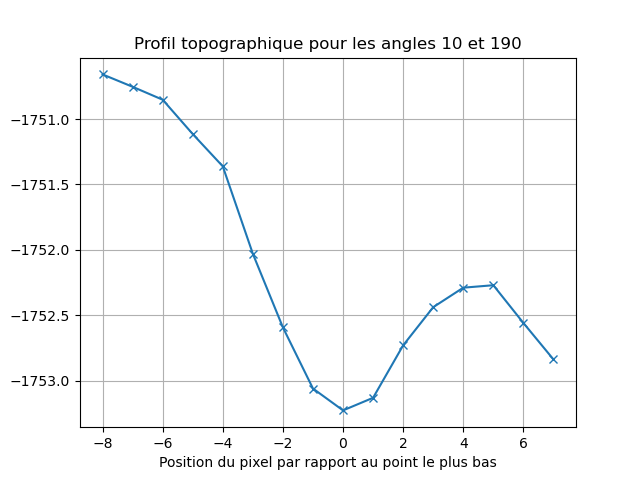 Profil topographique pour les angles 10 et 190
−1751.0
−1751.5
−1752.0
−1752.5
−1753.0
−8 −6 −4 −2 0 2 4 6
Position du pixel par rapport au point le plus bas